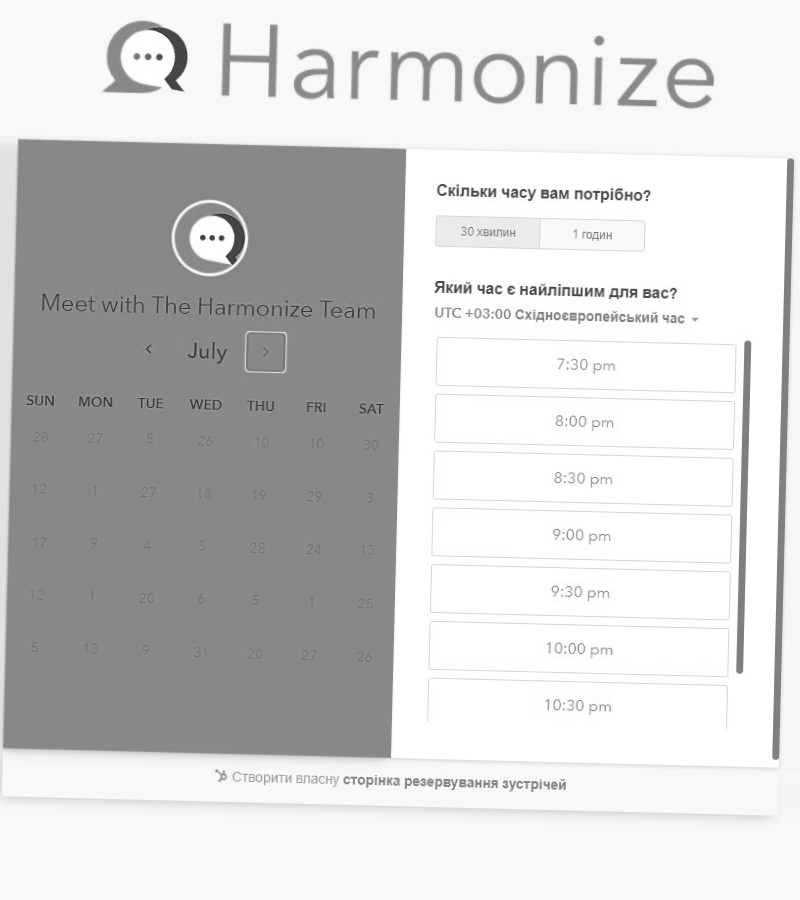 Harmonize
Meet with The Harmonize Team
July
SUN MON TUE WED THU FRI SAT
28 27 5 26 10 10 30
12 1 27 18 19 29 3
17 9 4 5 28 24 13
12 1 20 6 5 1 25
5 13 9 31 20 27 26
Скільки часу вам потрібно?
30 хвилин 1 годин
Який час є найліпшим для вас?
UTC +03:00 Східноєвропейський час
7:30 pm
8:00 pm
8:30 pm
9:00 pm
9:30 pm
10:00 pm
10:30 pm
Створити власну сторінка резервування зустрічей